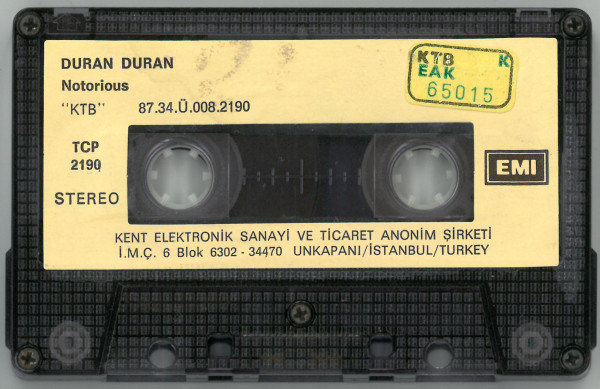 DURAN DURAN
Notorious
"KTB" 87.34.Ü.008.2190
KTB K
EAK
65015
TCP
2190
STEREO
EMI
KENT ELEKTRONİK SANAYİ VE TİCARET ANONİM ŞİRKETİ
İ.M.Ç. 6 Blok 6302 - 34470 UNKAPANI/İSTANBUL/TURKEY